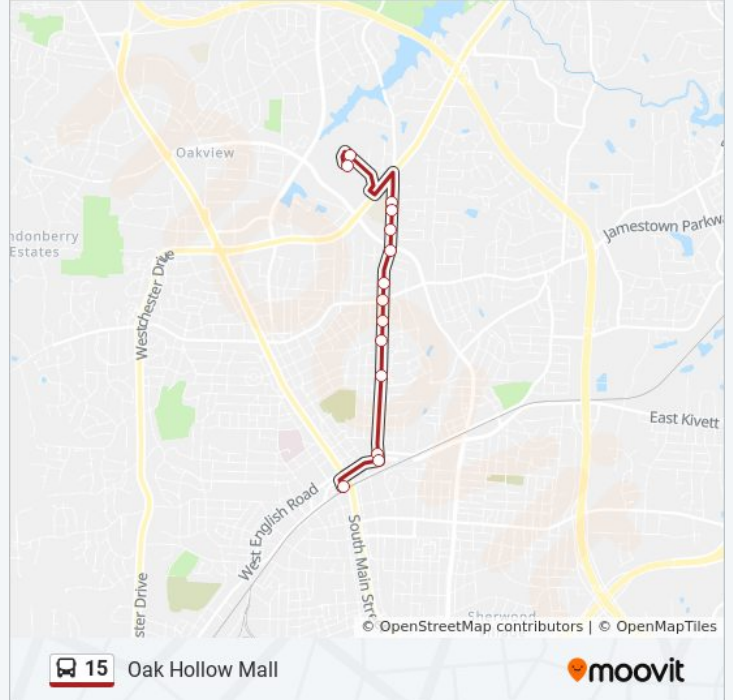 Oakview
ndonberry
Estates
Jamestown Parkw
Westchester Drive
East Kivett
West English Road
South Main Stre
ster Drive
Sherwood
© OpenStreetMap contributors | © OpenMapTiles
15 Oak Hollow Mall
moovit